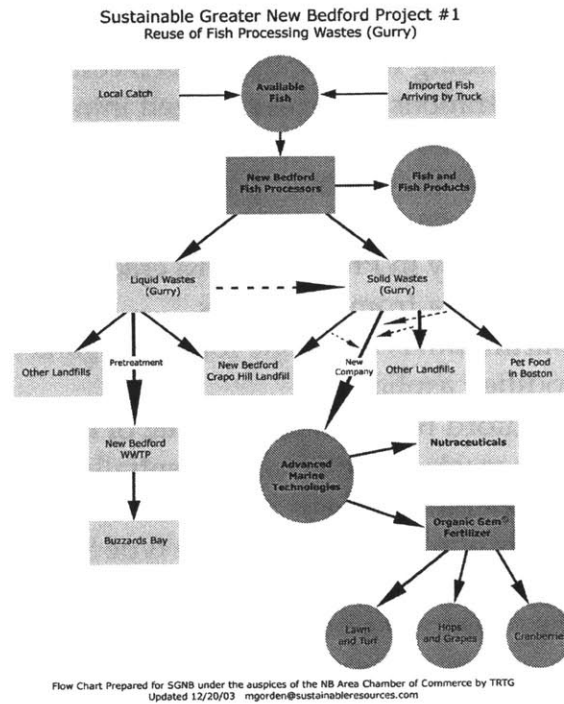 Sustainable Greater New Bedford Project #1
Reuse of Fish Processing Wastes (Gurry)
Local Catch
Available
Fish
Imported Fish
Arriving by Truck
New Bedford
Fish Processors
Fish and
Fish Products
Liquid Wastes
(Gurry)
Solid Wastes
(Gurry)
Other Landfills
Pretreatment
New Bedford
Crapo Hill Landfill
New
Company
Other Landfills
Pet Food
in Boston
New Bedford
WWTP
Advanced
Marine
Technologies
Nutraceuticals
Buzzards Bay
Organic Gem©
Fertilizer
Lawn
and Turf
Hops
and Grapes
Cranberries
Flow Chart Prepared for SGNB under the auspices of the NB Area Chamber of Commerce by TRTG
Updated 12/20/03 mgorden@sustainableresources.com